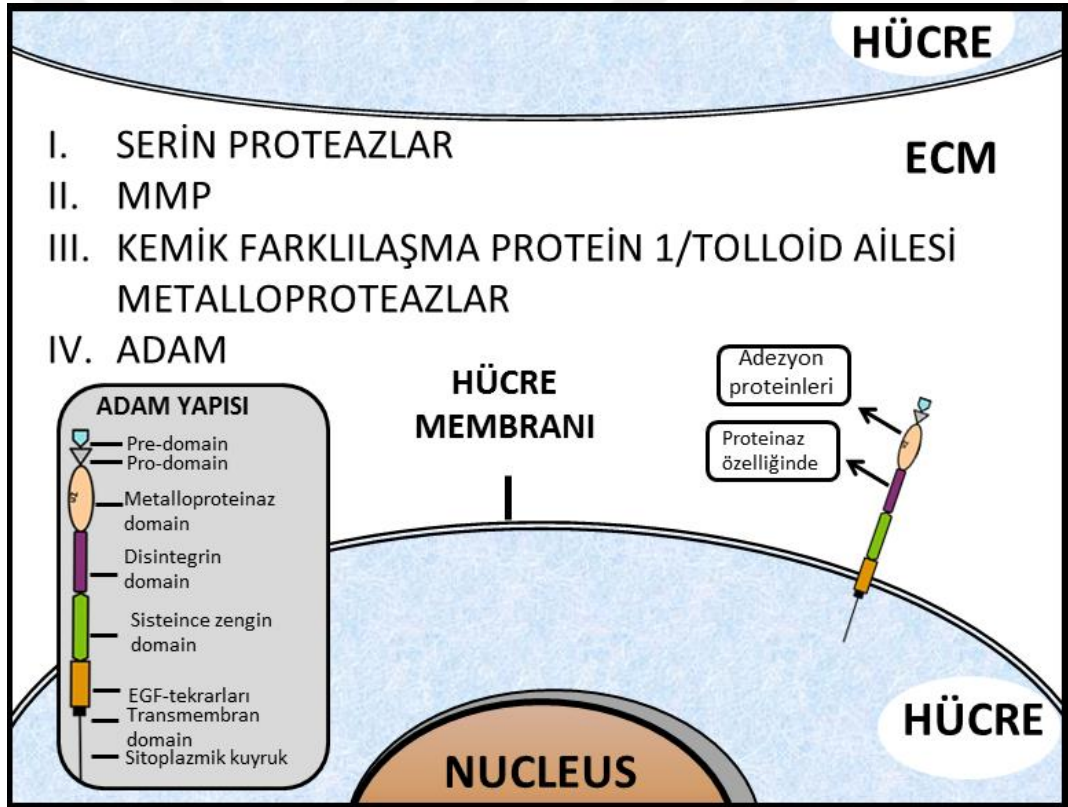 HÜCRE
ECM
I. SERİN PROTEAZLAR
II. MMP
III. KEMİK FARKLILAŞMA PROTEİN 1/TOLLOİD AİLESİ
METALLOPROTEAZLAR
IV. ADAM
HÜCRE
MEMBRANI
Adezyon
proteinleri
Proteinaz
özelliğinde
ADAM YAPISI
Pre-domain
Pro-domain
Metalloproteinaz
domain
Disintegrin
domain
Sisteince zengin
domain
EGF-tekrarları
Transmembran
domain
Sitoplazmik kuyruk
HÜCRE
NUCLEUS